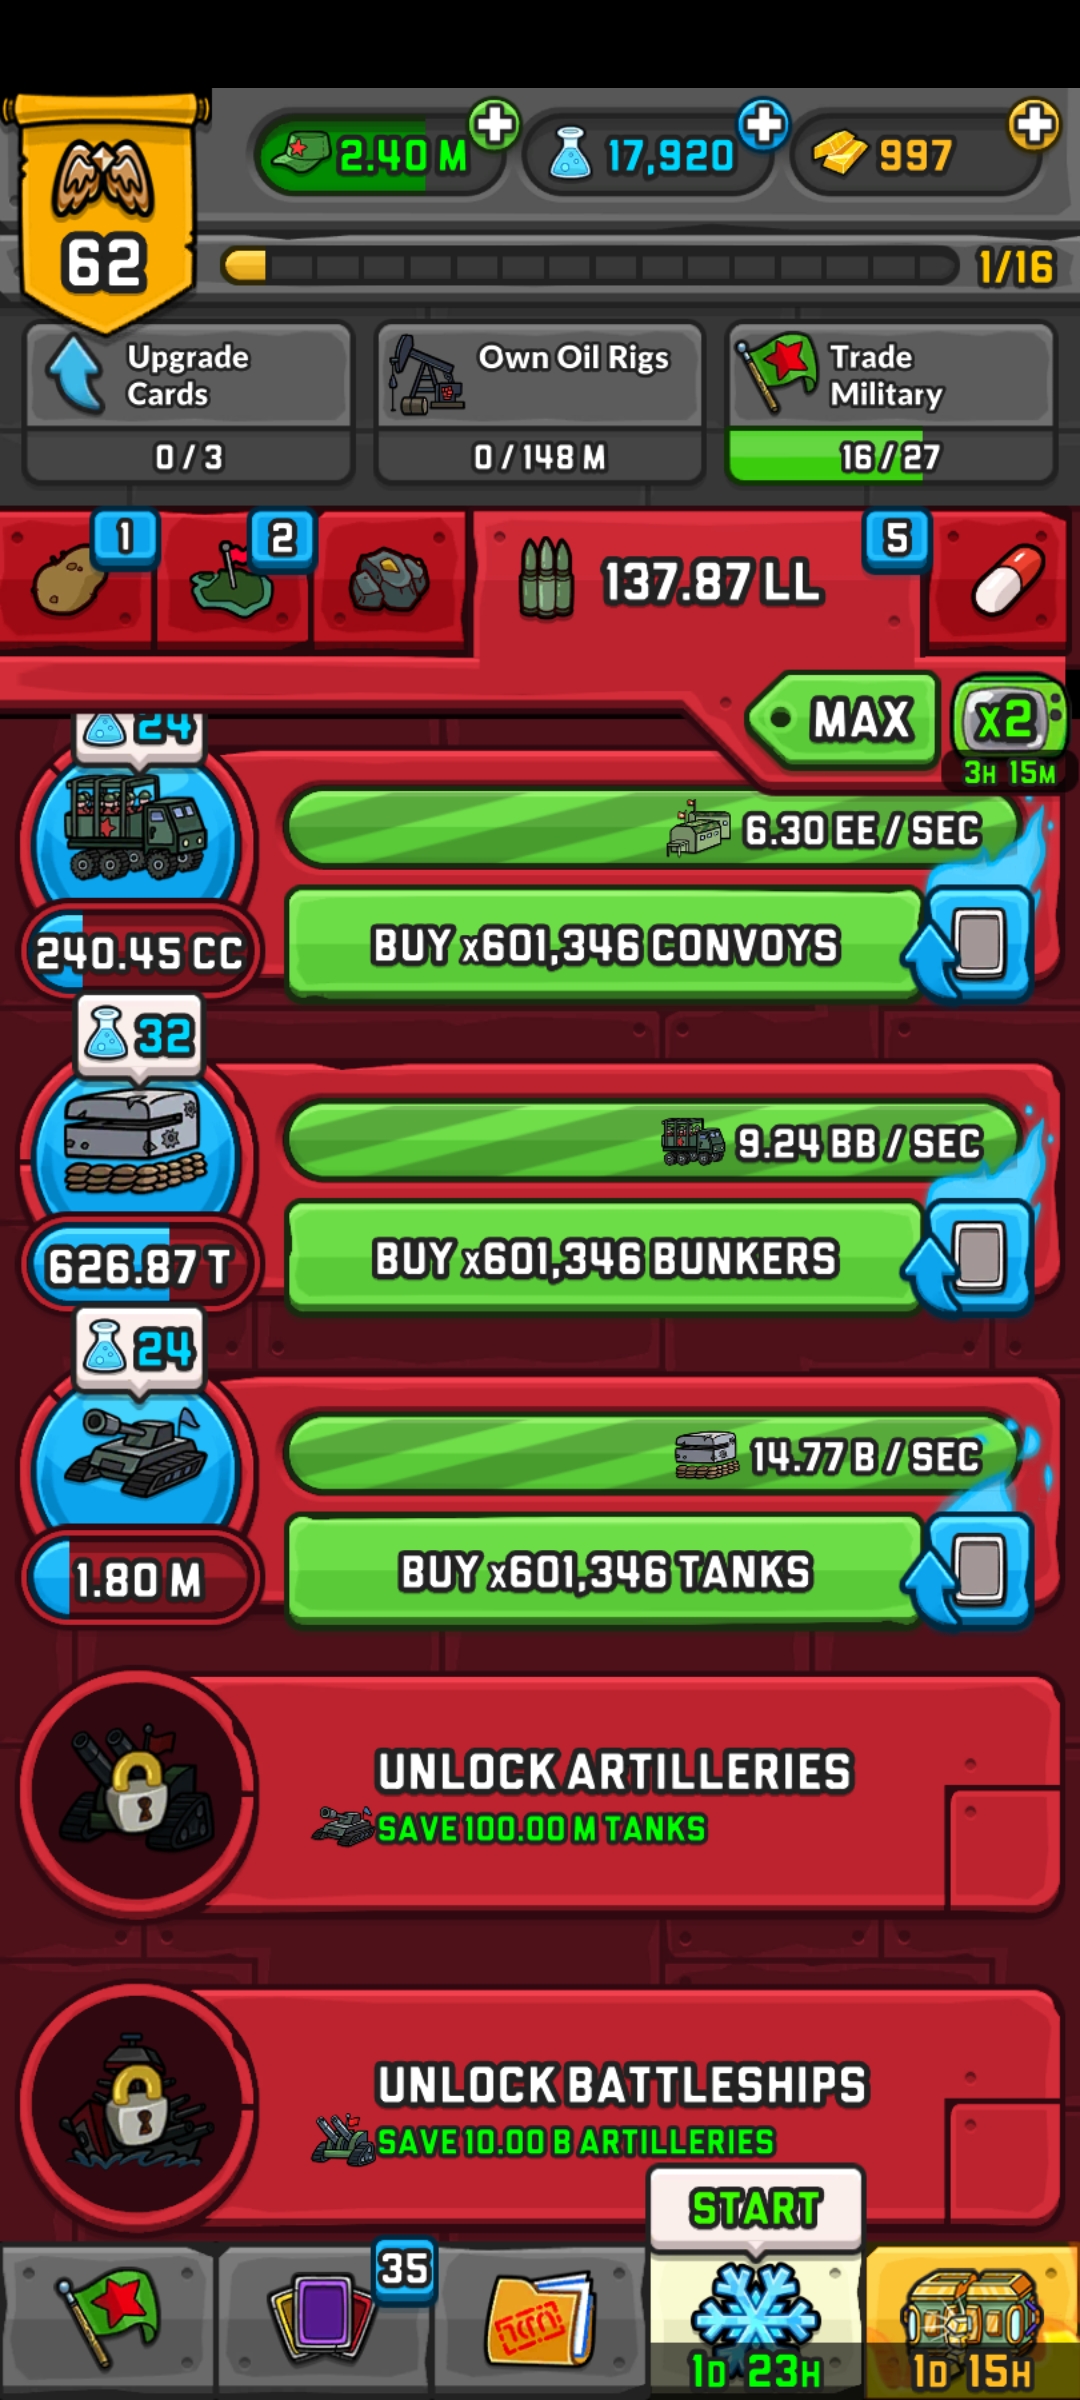 62
2.40 M
17,920
997
1/16
Upgrade
Cards
0 / 3
Own Oil Rigs
0 / 148 M
Trade
Military
16 / 27
1
2
137.87 LL
5
MAX
x2
3H 15M
24
6.30 EE / SEC
240.45 CC
BUY x601,346 CONVOYS
32
9.24 BB / SEC
626.87 T
BUY x601,346 BUNKERS
24
14.77 B / SEC
1.80 M
BUY x601,346 TANKS
UNLOCK ARTILLERIES
SAVE 100.00 M TANKS
UNLOCK BATTLESHIPS
SAVE 10.00 B ARTILLERIES
START
35
1D 23H
1D 15H